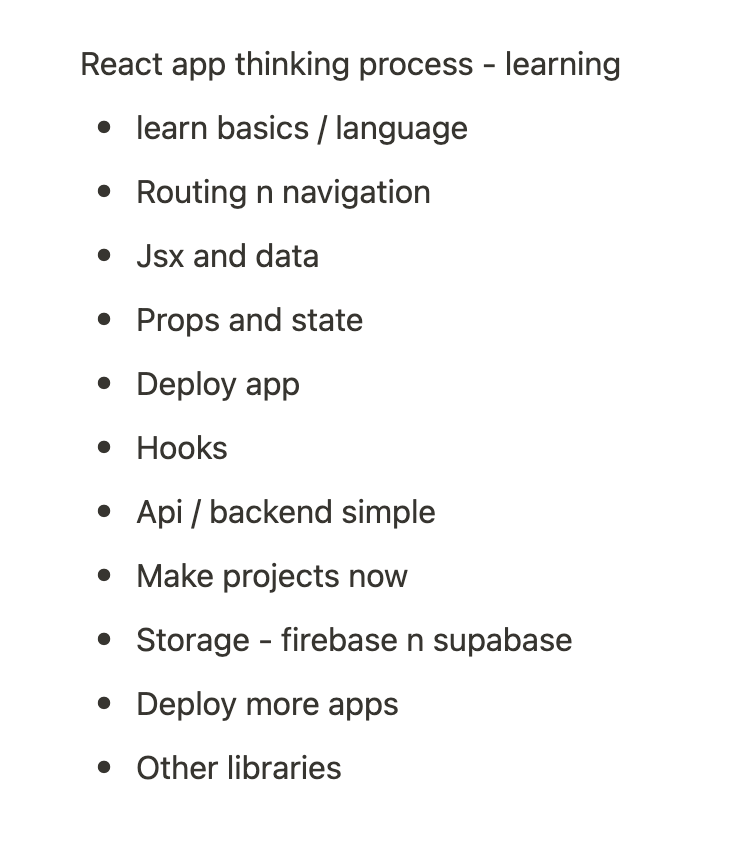 React app thinking process - learning
• learn basics / language
• Routing n navigation
• Jsx and data
• Props and state
• Deploy app
• Hooks
• Api / backend simple
• Make projects now
• Storage - firebase n supabase
• Deploy more apps
• Other libraries